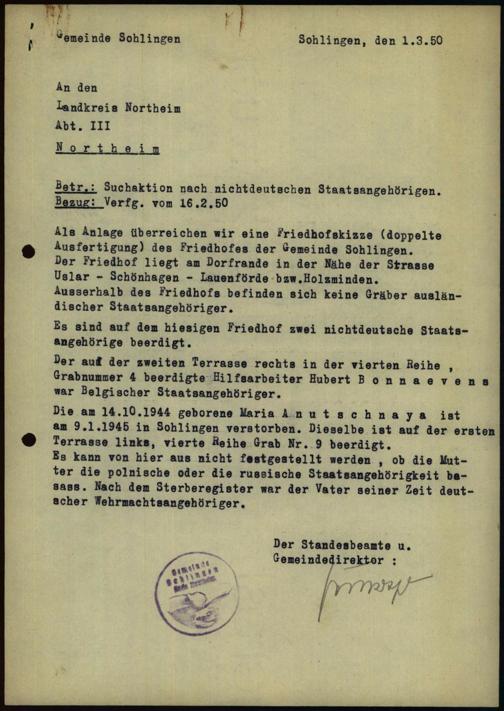 Gemeinde Sohlingen
Sohlingen, den 1.3.50
An den
Landkreis Northeim
Abt. III
N o r t h e i m
Betr.: Suchaktion nach nichtdeutschen Staatsangehörigen.
Bezug: Verfg. vom 16.2.50
Als Anlage überreichen wir eine Friedhofskizze (doppelte
Ausfertigung) des Friedhofes der Gemeinde Sohlingen.
Der Friedhof liegt am Dorfrande in der Nähe der Strasse
Uslar - Schönhagen - Lauenförde bzw.Holzminden.
Ausserhalb des Friedhofs befinden sich keine Gräber auslän-
discher Staatsangehöriger.
Es sind auf dem hiesigen Friedhof zwei nichtdeutsche Staats-
angehörige beerdigt.
Der auf der zweiten Terrasse rechts in der vierten Reihe ,
Grabnummer 4 beerdigte Hilfsarbeiter Hubert B o n n a e v e n s
war Belgischer Staatsangehöriger.
Die am 14.10.1944 geborene Maria A n u t s c h n a y a ist
am 9.1.1945 in Sohlingen verstorben. Dieselbe ist auf der ersten
Terrasse links, vierte Reihe Grab Nr. 9 beerdigt.
Es kann von hier aus nicht festgestellt werden , ob die Mut-
ter die polnische oder die russische Staatsangehörigkeit be-
sass. Nach dem Sterberegister war der Vater seiner Zeit deut-
scher Wehrmachtsangehöriger.
Der Standesbeamte u.
Gemeindedirektor :
Gemeinde
Sohlingen